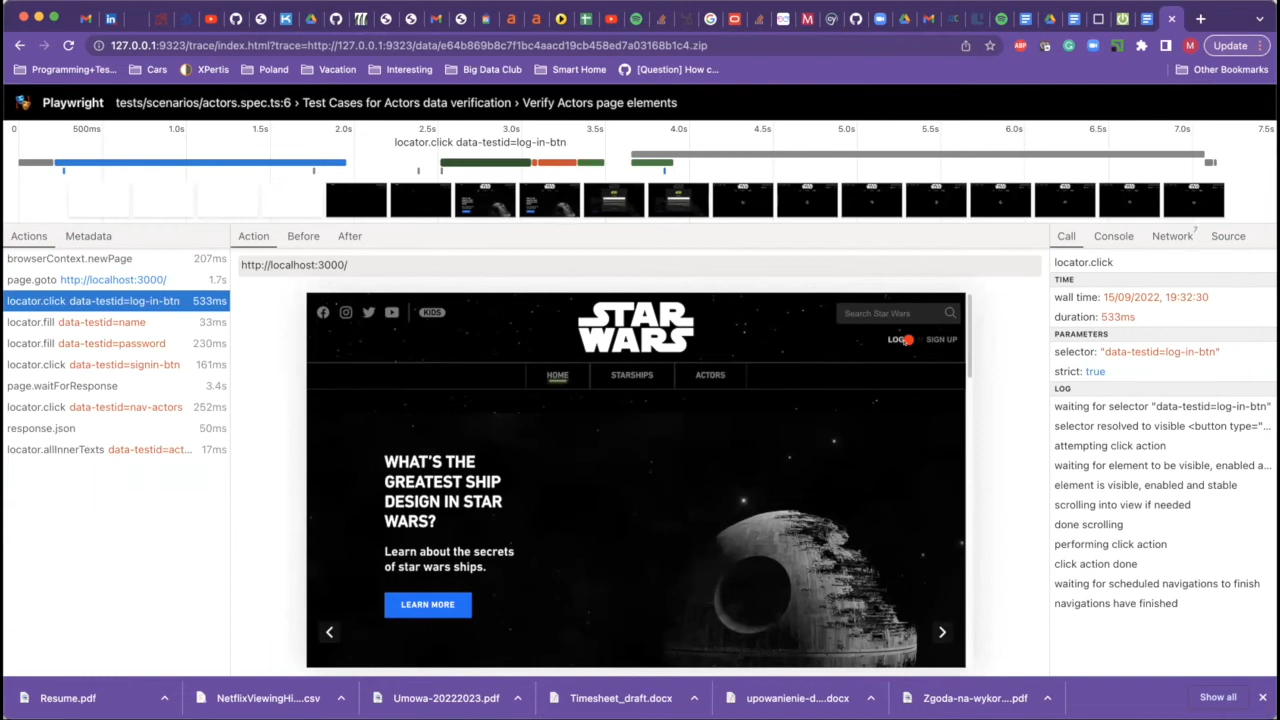 127.0.0.1:9323/trace/index.html?trace=http://127.0.0.1:9323/data/e64b869b8c7f1bc4aacd19cb458ed7a03168b1c4.zip
Update
Programming+Tes... Cars XPertis Poland Vacation Interesting Big Data Club Smart Home [Question] How c... Other Bookmarks
Playwright tests/scenarios/actors.spec.ts:6 › Test Cases for Actors data verification › Verify Actors page elements
0 500ms 1.0s 1.5s 2.0s 2.5s 3.0s 3.5s 4.0s 4.5s 5.0s 5.5s 6.0s 6.5s 7.0s 7.5s
locator.click data-testid=log-in-btn
Actions Metadata
browserContext.newPage 207ms
page.goto http://localhost:3000/ 1.7s
locator.click data-testid=log-in-btn 533ms
locator.fill data-testid=name 33ms
locator.fill data-testid=password 230ms
locator.click data-testid=signin-btn 161ms
page.waitForResponse 3.4s
locator.click data-testid=nav-actors 252ms
response.json 50ms
locator.allInnerTexts data-testid=act... 17ms
Action Before After
http://localhost:3000/
KIDS
STAR
WARS
Search Star Wars
SIGN UP
HOME STARSHIPS ACTORS
WHAT'S THE
GREATEST SHIP
DESIGN IN STAR
WARS?
Learn about the secrets
of star wars ships.
LEARN MORE
Call Console Network 7 Source
locator.click
TIME
wall time: 15/09/2022, 19:32:30
duration: 533ms
PARAMETERS
selector: "data-testid=log-in-btn"
strict: true
LOG
waiting for selector "data-testid=log-in-btn"
selector resolved to visible <button type="...
attempting click action
waiting for element to be visible, enabled a...
element is visible, enabled and stable
scrolling into view if needed
done scrolling
performing click action
click action done
waiting for scheduled navigations to finish
navigations have finished
Resume.pdf NetflixViewingHi....csv Umowa-20222023.pdf Timesheet_draft.docx upowanienie-d....docx Zgoda-na-wykor....pdf Show all